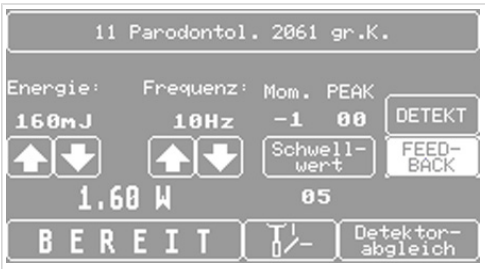 11 Parodontol. 2061 gr.K.
Energie: Frequenz: Mom. PEAK
160mJ 10Hz -1 00 DETEKT
Schwell-
wert
FEED-
BACK
1.60 W 05
BEREIT
Detektor-
abgleich